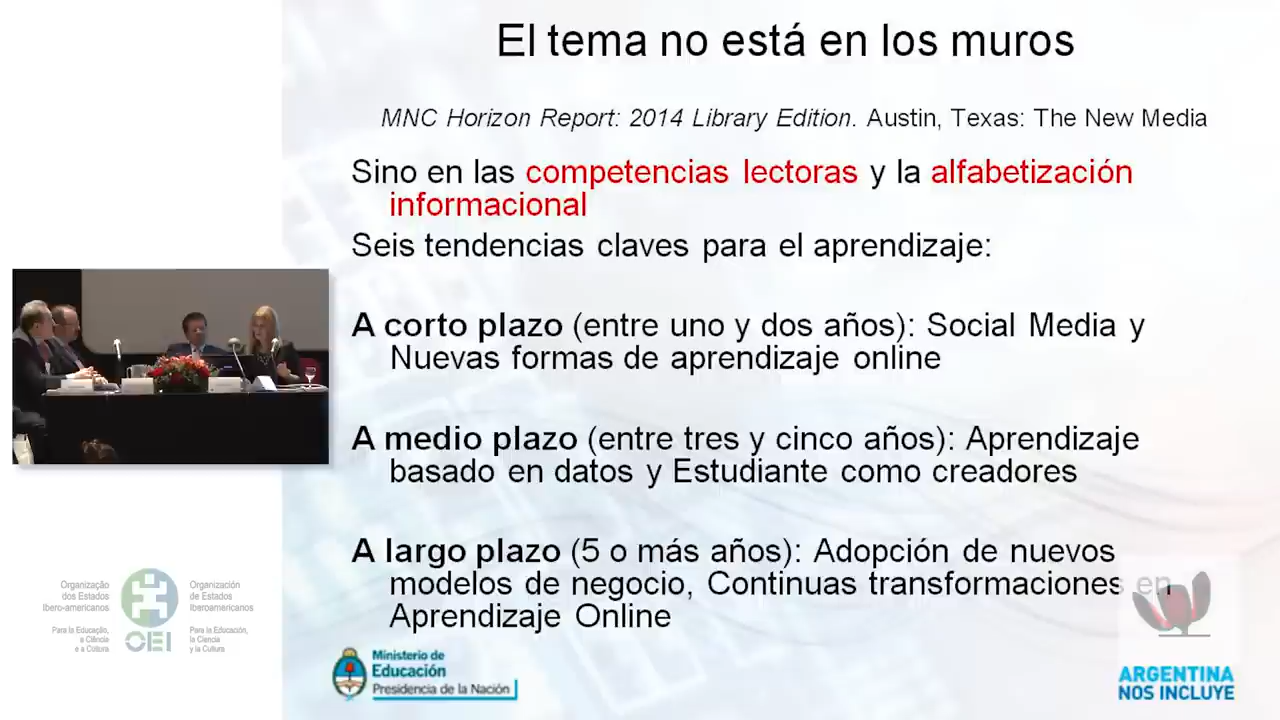 El tema no está en los muros
MNC Horizon Report: 2014 Library Edition. Austin, Texas: The New Media
Sino en las competencias lectoras y la alfabetización
informacional
Seis tendencias claves para el aprendizaje:
A corto plazo (entre uno y dos años): Social Media y
Nuevas formas de aprendizaje online
A medio plazo (entre tres y cinco años): Aprendizaje
basado en datos y Estudiante como creadores
A largo plazo (5 o más años): Adopción de nuevos
modelos de negocio, Continuas transformaciones en
Aprendizaje Online
Organização
dos Estados
Ibero-americanos
Para la Educação,
a Ciência
e a Cultura
OEI
Organización
de Estados
Iberoamericanos
Para la Educación,
la Ciencia
y la Cultura
Ministerio de
Educación
Presidencia de la Nación
ARGENTINA
NOS INCLUYE